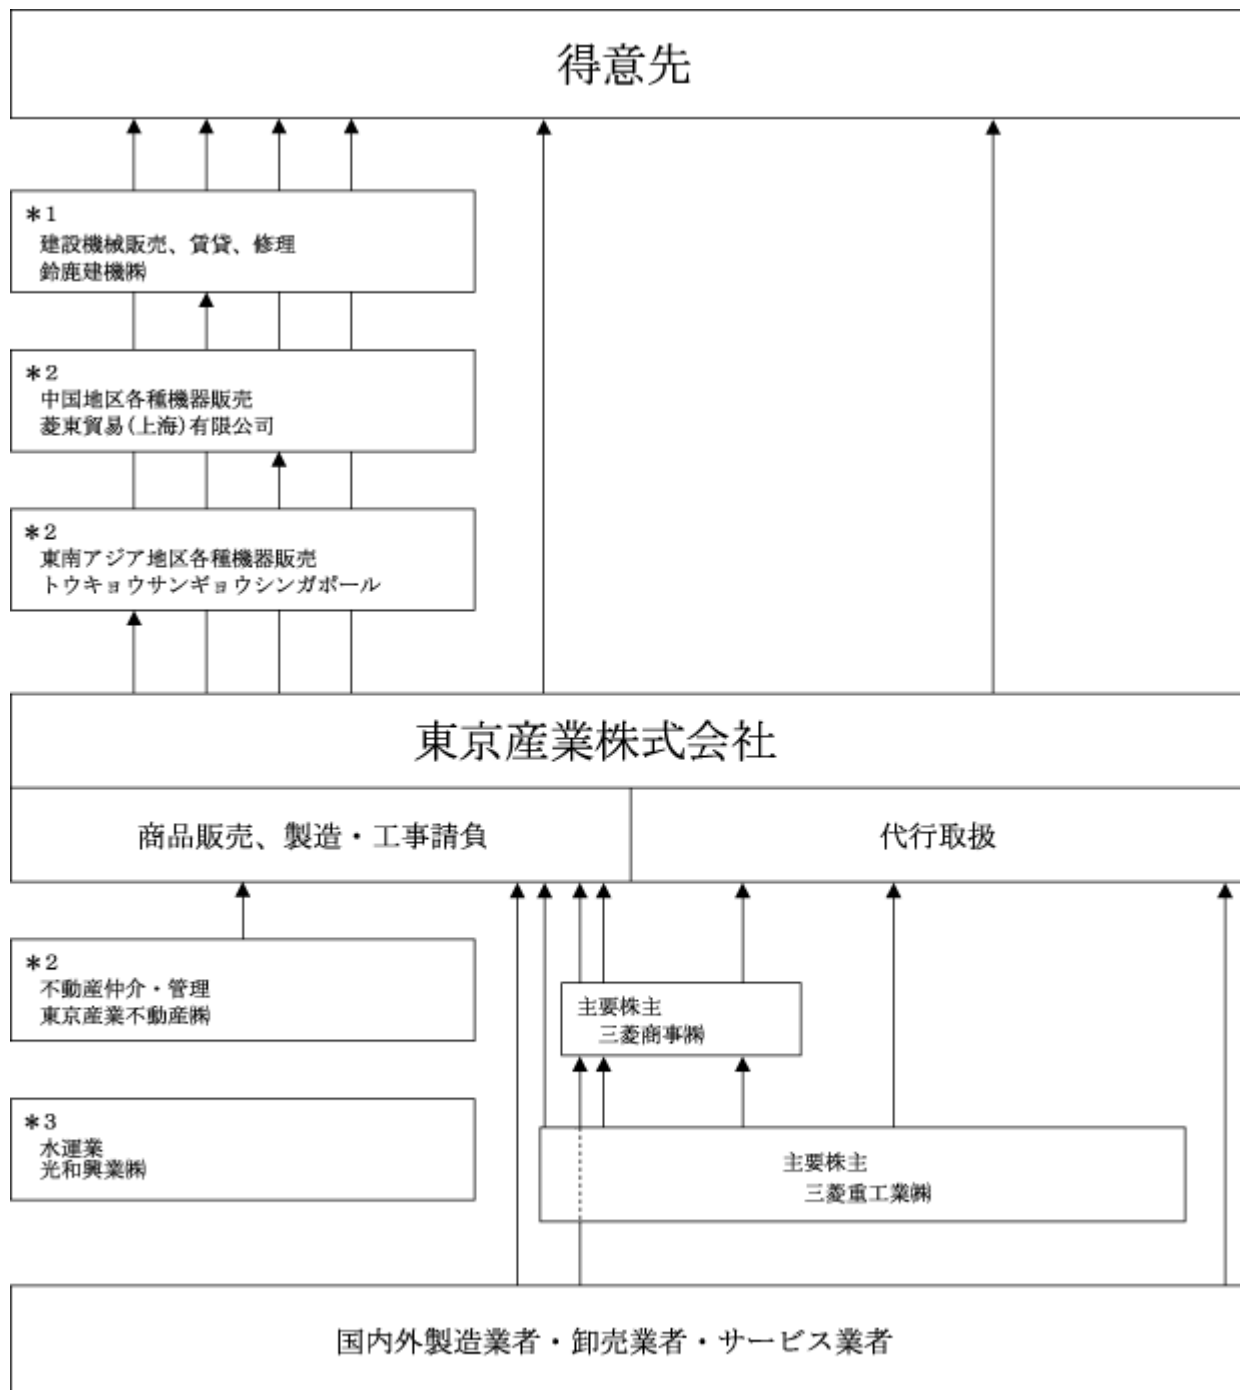 得意先
＊1
建設機械販売、賃貸、修理
鈴鹿建機㈱
＊2
中国地区各種機器販売
菱東貿易(上海)有限公司
＊2
東南アジア地区各種機器販売
トウキョウサンギョウシンガポール
東京産業株式会社
商品販売、製造・工事請負
代行取扱
＊2
不動産仲介・管理
東京産業不動産㈱
主要株主
三菱商事㈱
＊3
水運業
光和興業㈱
主要株主
三菱重工業㈱
国内外製造業者・卸売業者・サービス業者